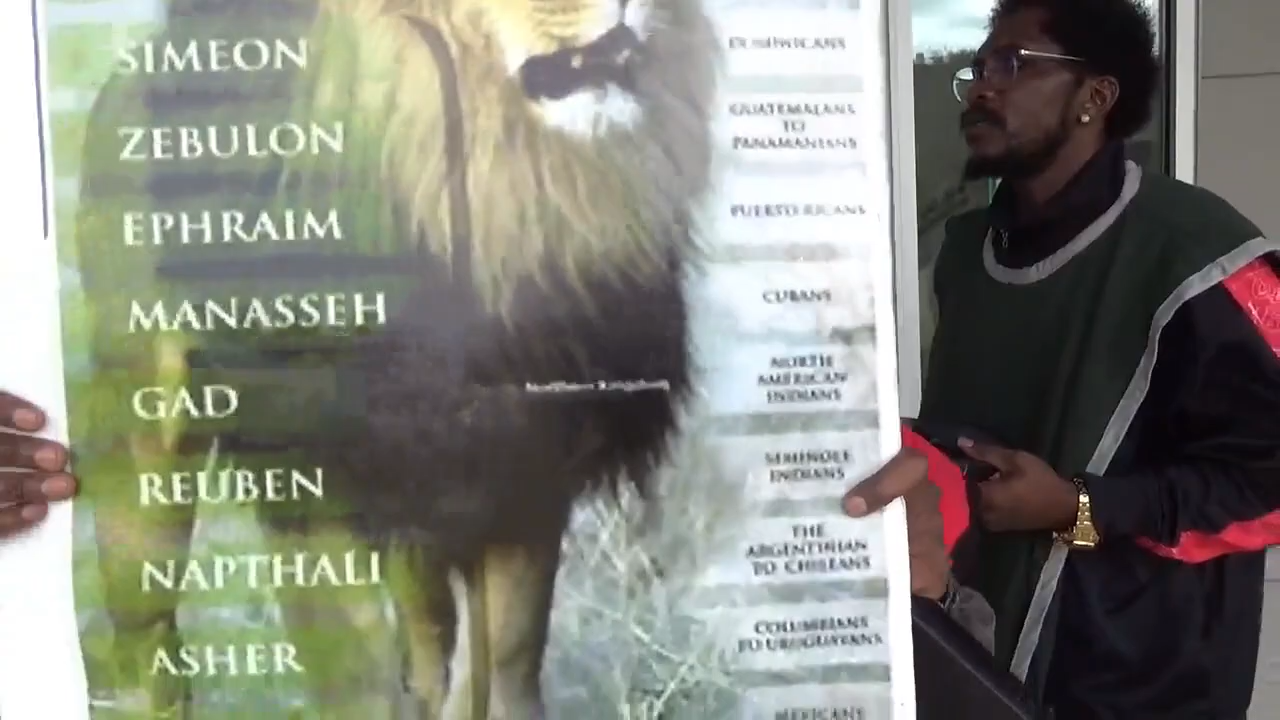 SIMEON
DOMINICANS
ZEBULON
GUATEMALANS
TO
PANAMANIANS
EPHRAIM
PUERTO RICANS
MANASSEH
CUBANS
GAD
NORTH
AMERICAN
INDIANS
REUBEN
SEMINOLE
INDIANS
NAPTHALI
THE
ARGENTINIAN
TO CHILEANS
ASHER
COLUMBIANS
TO URUGUAYANS
MEXICANS